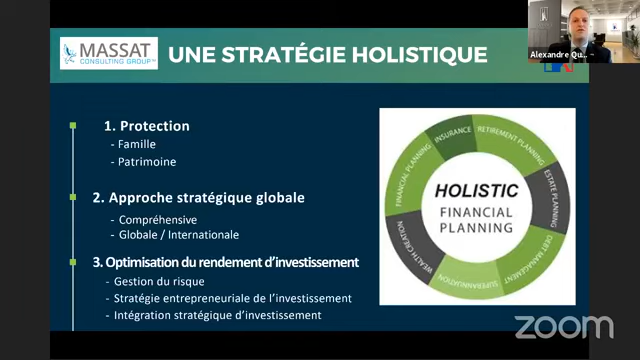 MASSAT
CONSULTING GROUP
UNE STRATÉGIE HOLISTIQUE
Alexandre Qu...
1. Protection
- Famille
- Patrimoine
2. Approche stratégique globale
- Compréhensive
- Globale / Internationale
3. Optimisation du rendement d'investissement
- Gestion du risque
- Stratégie entrepreneuriale de l'investissement
- Intégration stratégique d'investissement
INSURANCE
RETIREMENT PLANNING
ESTATE PLANNING
DEBT MANAGEMENT
SUPERANNUATION
WEALTH CREATION
FINANCIAL PLANNING
HOLISTIC
FINANCIAL
PLANNING
zoom